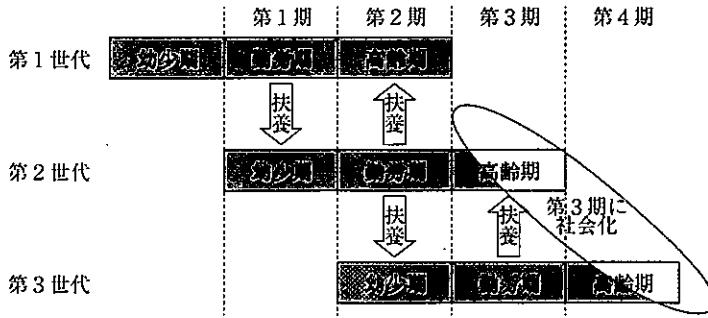 第1期 第2期 第3期 第4期
第1世代 幼少期 勤労期 高齢期
扶養 扶養
第2世代 幼少期 勤労期 高齢期
扶養 扶養
第3期に
社会化
第3世代 幼少期 勤労期 高齢期